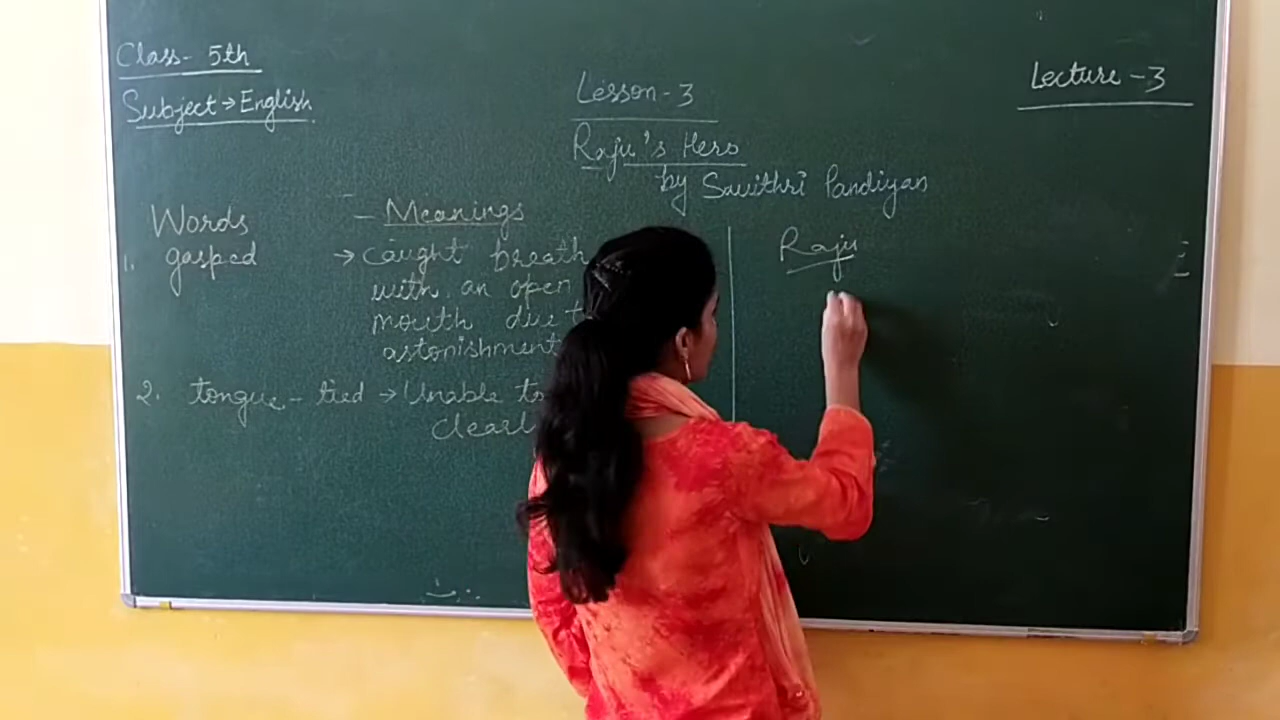 Class- 5th
Subject → English
Lesson - 3
Lecture - 3
Raju's Hero
by Savithri Pandiyan
Words - Meanings
1. gasped → caught breath
with an open
mouth due
astonishment
2. tongue - tied → Unable to
Raju